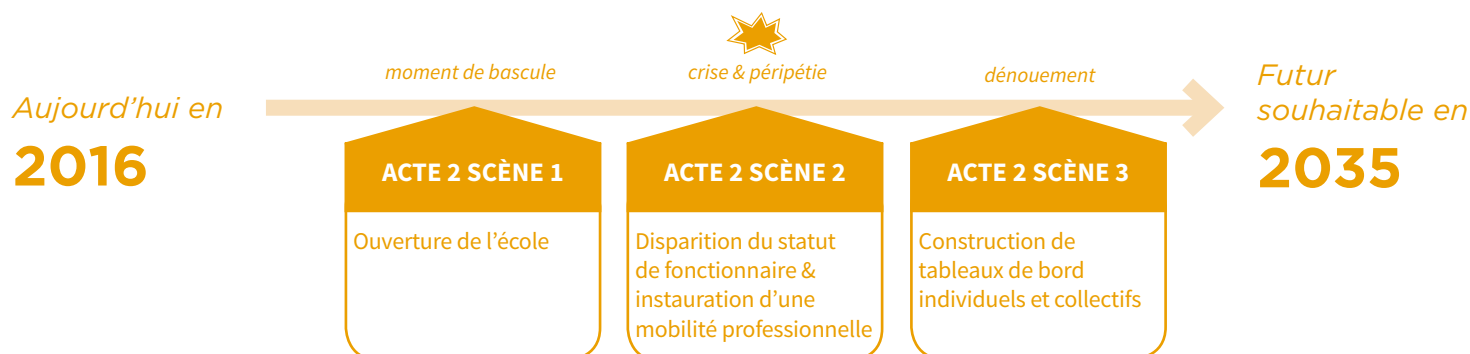 Aujourd’hui en
2016
moment de bascule
crise & péripétie
dénouement
Futur
souhaitable en
2035
ACTE 2 SCÈNE 1
Ouverture de l’école
ACTE 2 SCÈNE 2
Disparition du statut
de fonctionnaire &
instauration d’une
mobilité professionnelle
ACTE 2 SCÈNE 3
Construction de
tableaux de bord
individuels et collectifs